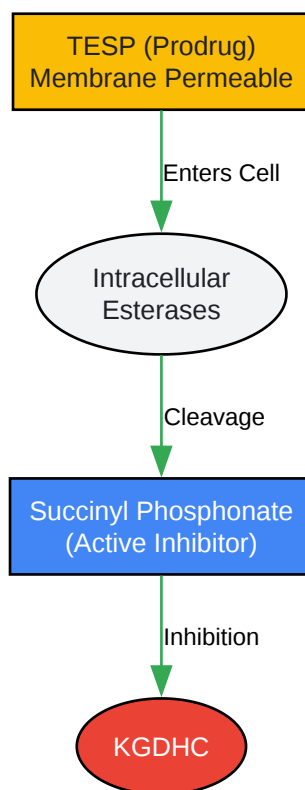 TESP (Prodrug)
Membrane Permeable
Enters Cell
Intracellular
Esterases
Cleavage
Succinyl Phosphonate
(Active Inhibitor)
Inhibition
KGDHC